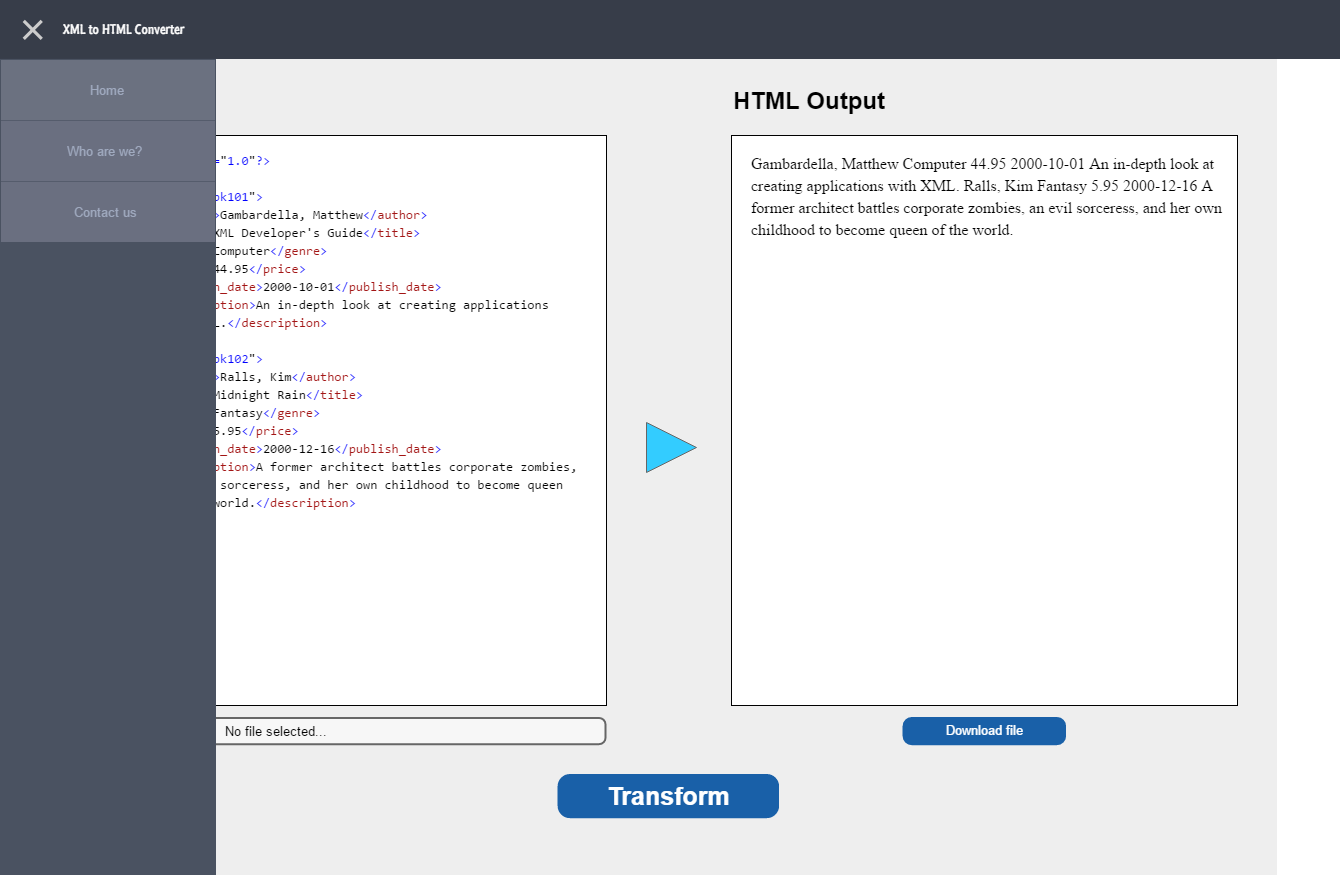 XML to HTML Converter
Home
Who are we?
Contact us
="1.0"?>
ok101">
>Gambardella, Matthew</author>
XML Developer's Guide</title>
Computer</genre>
44.95</price>
h_date>2000-10-01</publish_date>
ption>An in-depth look at creating applications
.</description>
ok102">
>Ralls, Kim</author>
Midnight Rain</title>
Fantasy</genre>
5.95</price>
h_date>2000-12-16</publish_date>
ption>A former architect battles corporate zombies,
sorceress, and her own childhood to become queen
world.</description>
No file selected...
HTML Output
Gambardella, Matthew Computer 44.95 2000-10-01 An in-depth look at
creating applications with XML. Ralls, Kim Fantasy 5.95 2000-12-16 A
former architect battles corporate zombies, an evil sorceress, and her own
childhood to become queen of the world.
Download file
Transform